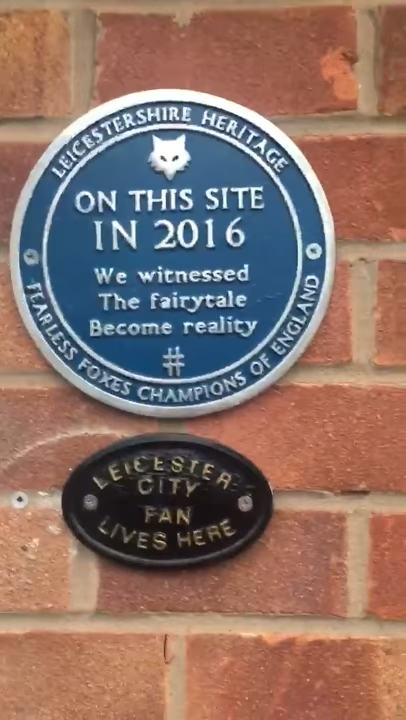 LEICESTERSHIRE HERITAGE
ON THIS SITE
IN 2016
We witnessed
The fairytale
Become reality
#
FEARLESS FOXES CHAMPIONS OF ENGLAND
LEICESTER
CITY
FAN
LIVES HERE